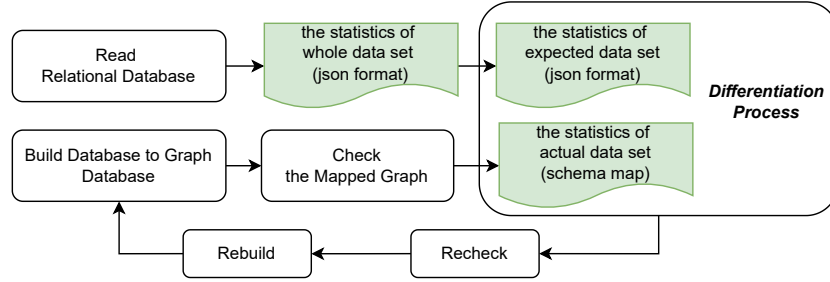 Read
Relational Database
the statistics of
whole data set
(json format)
the statistics of
expected data set
(json format)
Differentiation
Process
Build Database to Graph
Database
Check
the Mapped Graph
the statistics of
actual data set
(schema map)
Rebuild
Recheck